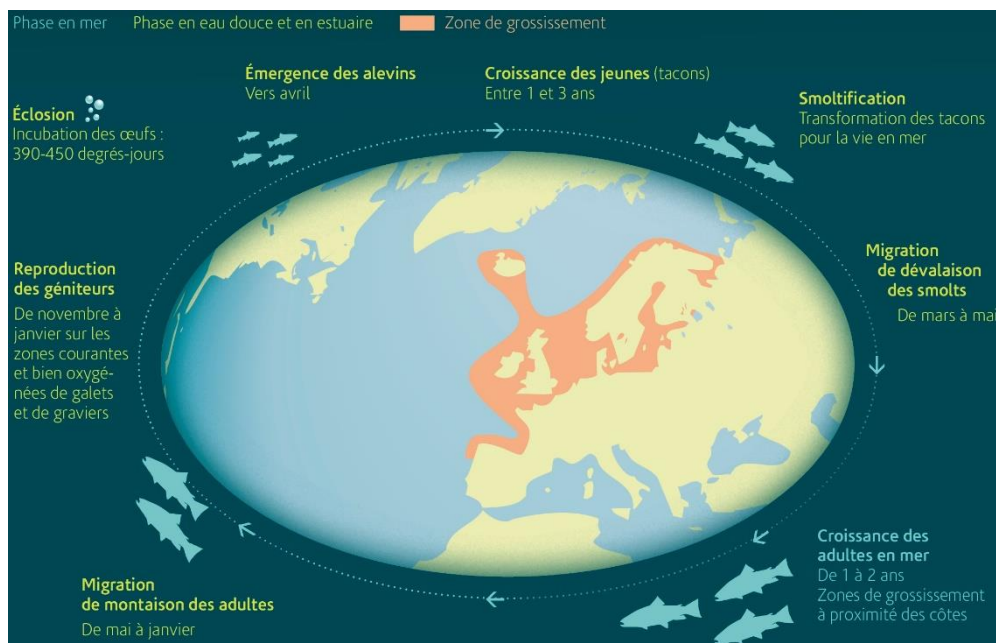 Phase en mer Phase en eau douce et en estuaire Zone de grossissement
Émergence des alevins
Vers avril
Croissance des jeunes (tacons)
Entre 1 et 3 ans
Smoltification
Transformation des tacons
pour la vie en mer
Éclosion
Incubation des œufs :
390-450 degrés-jours
Migration
de dévalaison
des smolts
De mars à mai
Reproduction
des géniteurs
De novembre à
janvier sur les
zones courantes
et bien oxygé-
nées de galets
et de graviers
Croissance des
adultes en mer
De 1 à 2 ans
Zones de grossissement
à proximité des côtes
Migration
de montaison des adultes
De mai à janvier